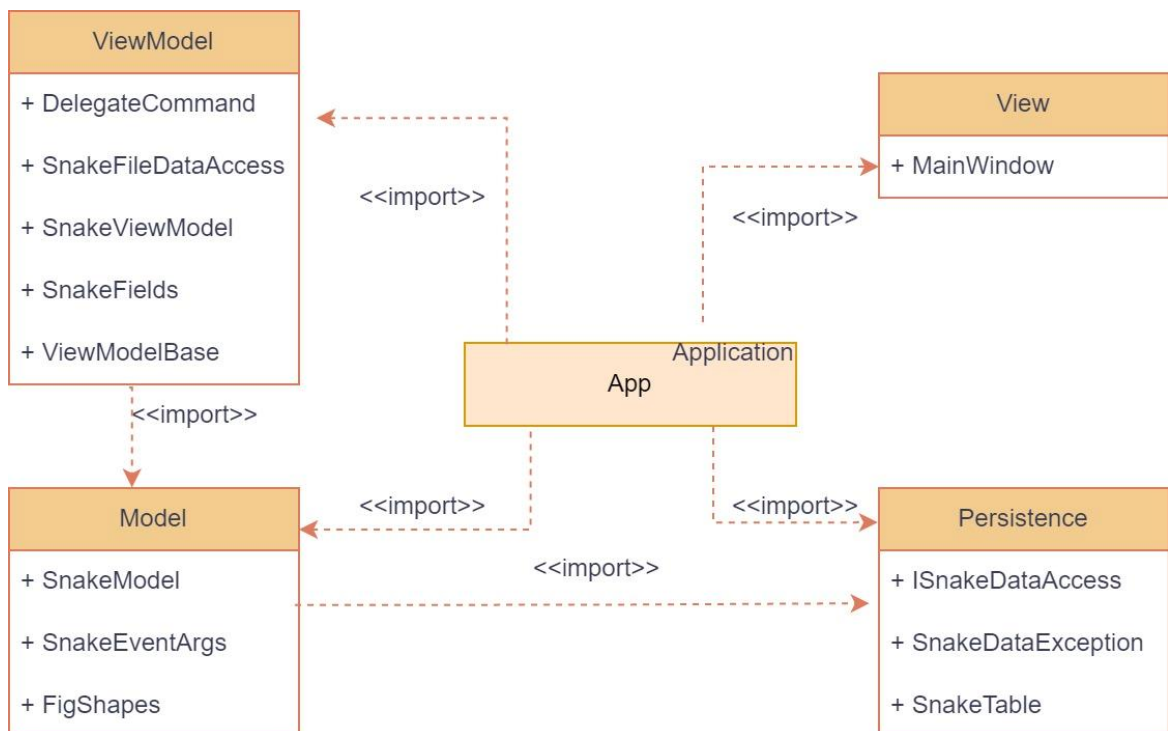 ViewModel
+ DelegateCommand
+ SnakeFileDataAccess
+ SnakeViewModel
+ SnakeFields
+ ViewModelBase
<<import>>
View
+ MainWindow
<<import>>
Application
App
<<import>>
Model
+ SnakeModel
+ SnakeEventArgs
+ FigShapes
<<import>>
<<import>>
<<import>>
Persistence
+ ISnakeDataAccess
+ SnakeDataException
+ SnakeTable